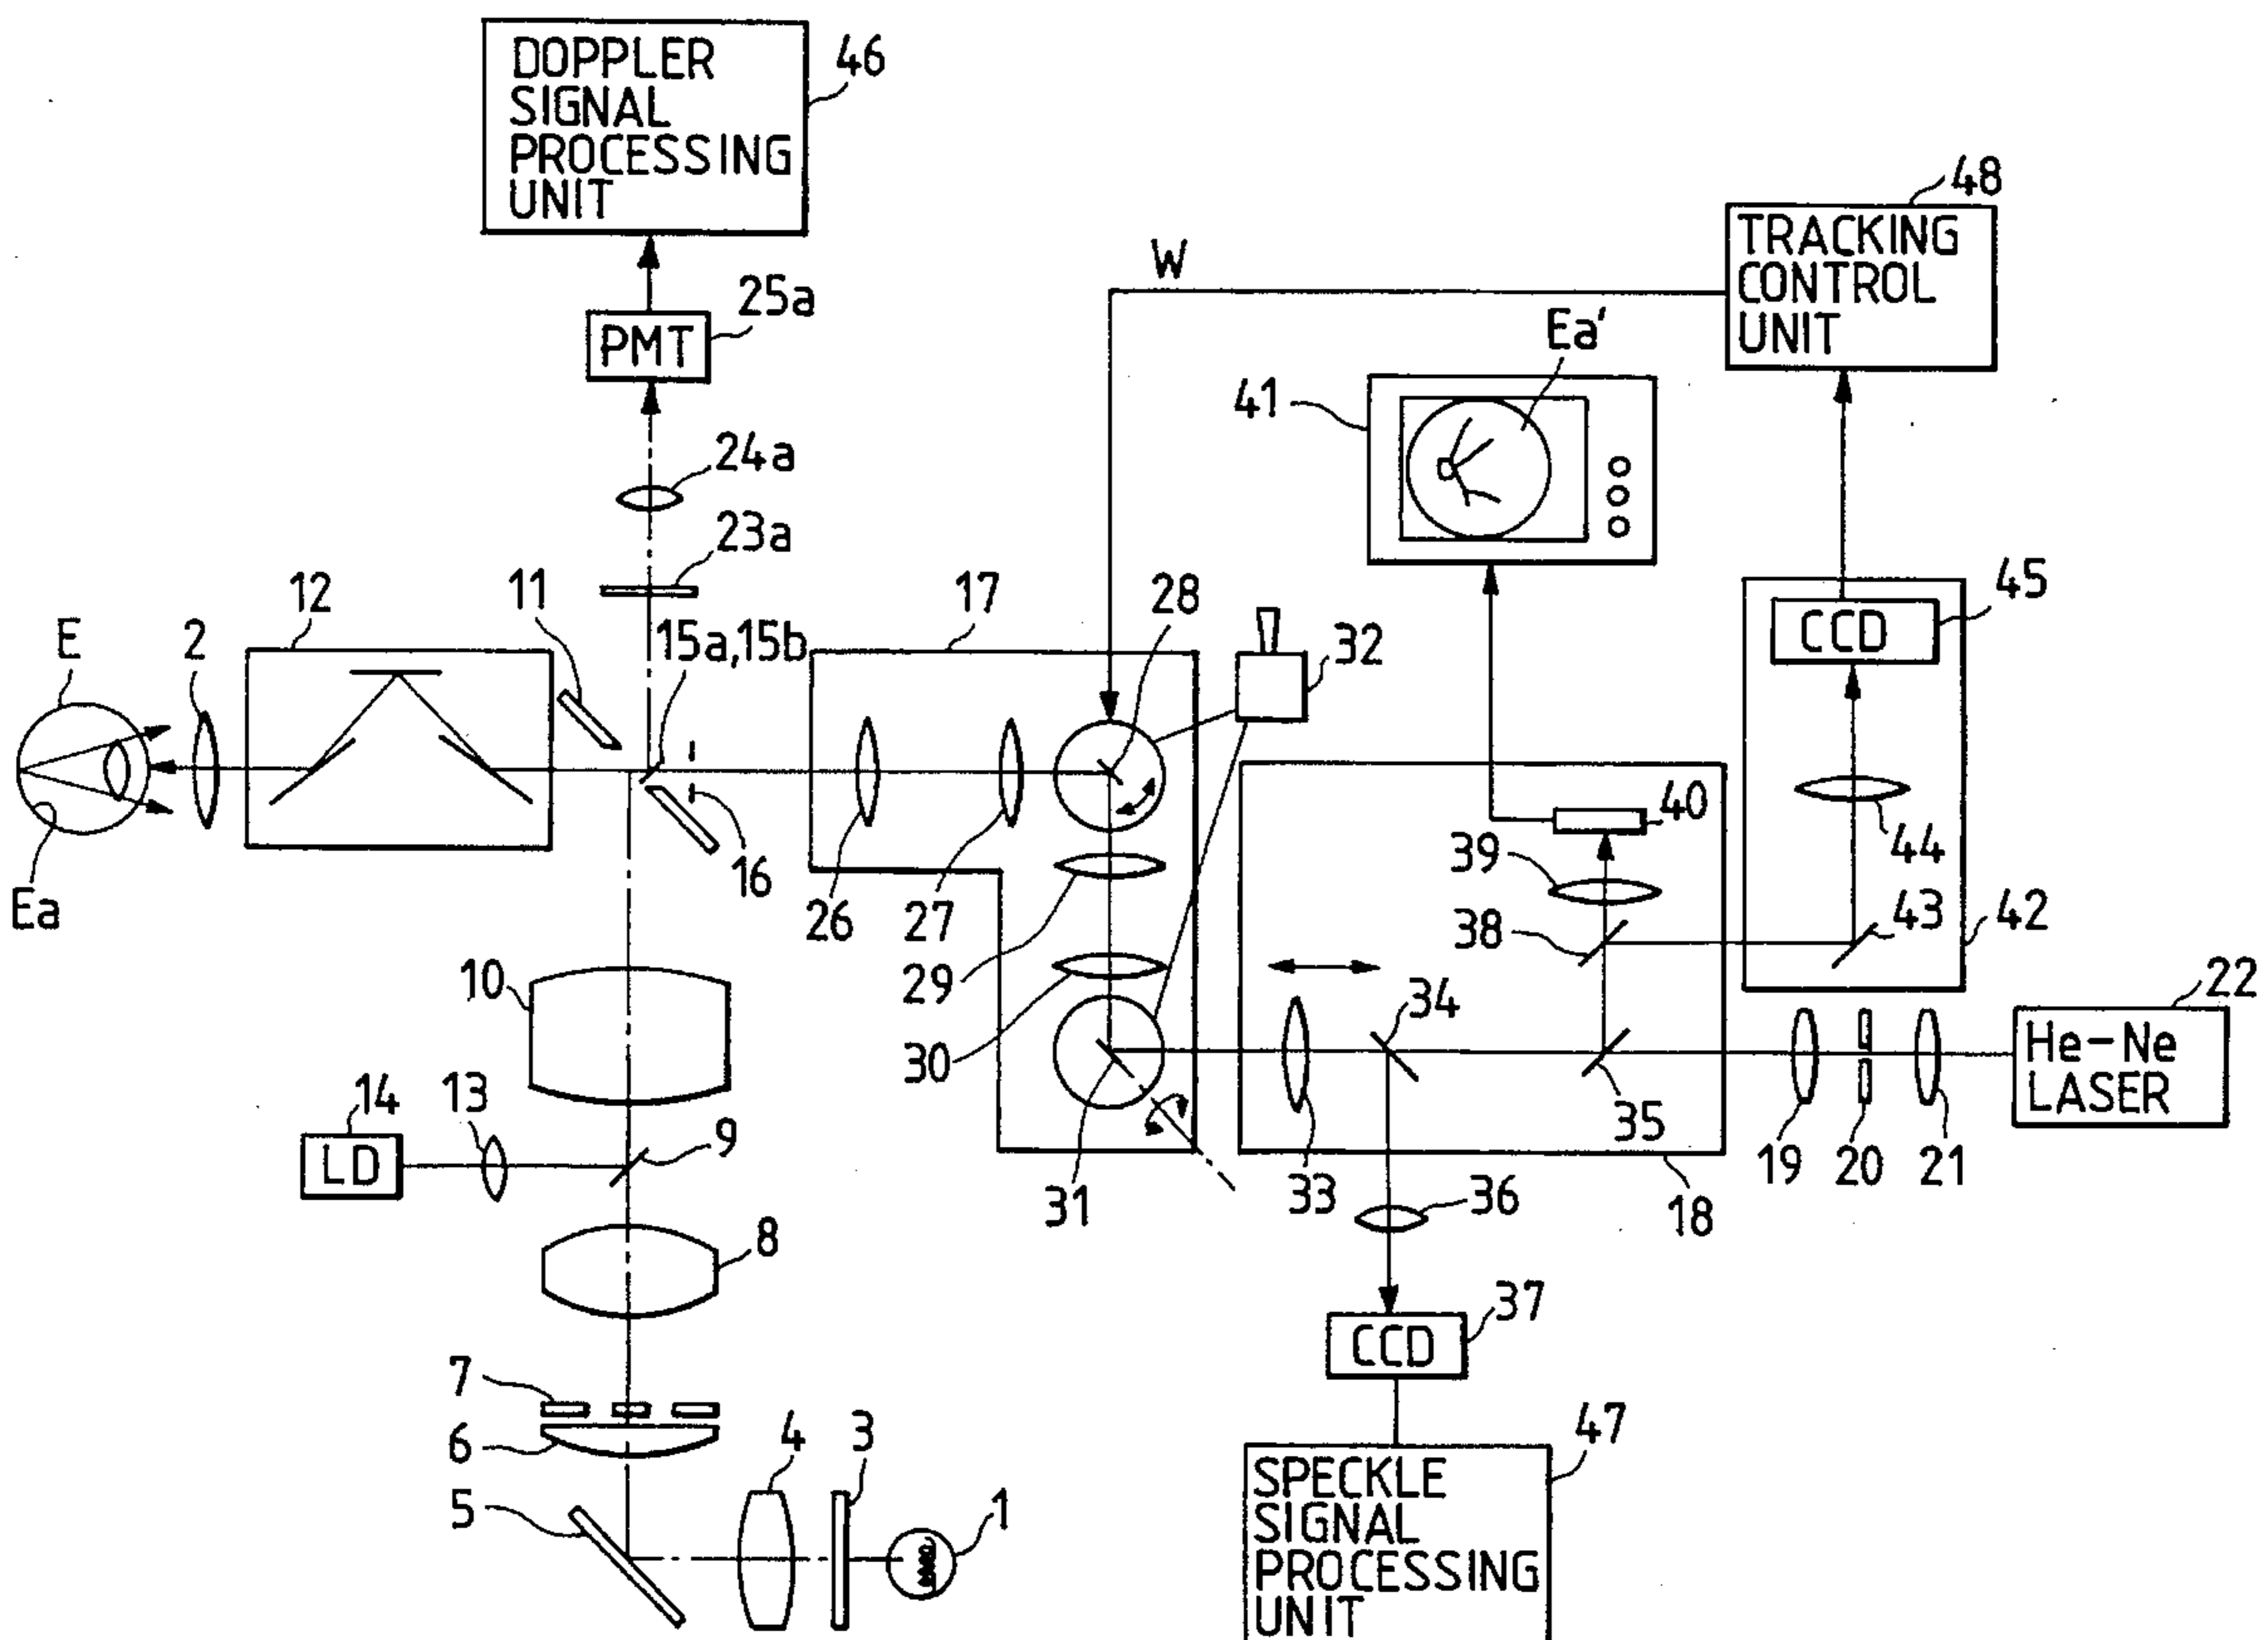 DOPPLER
SIGNAL
PROCESSING
UNIT
46
48
TRACKING
CONTROL
UNIT
W
25a
PMT
Ea'
41
24a
23a
12
11
17
28
45
CCD
E
2
15a,15b
32
40
39
44
16
26
27
38
43
42
Ea
29
10
34
22
30
He-Ne
LASER
14
13
9
35
LD
31
33
36
19
20
21
18
8
37
CCD
7
47
6
4
3
SPECKLE
SIGNAL
PROCESSING
UNIT
5
1